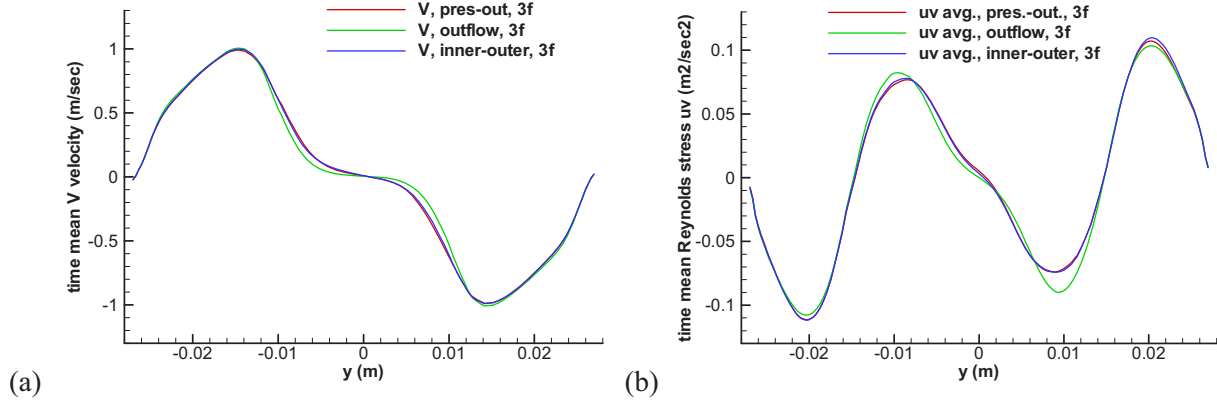 V, pres-out, 3f
V, outflow, 3f
V, inner-outer, 3f
time mean V velocity (m/sec)
1
0.5
0
-0.5
-1
-0.02
-0.01
0
0.01
0.02
y (m)
(a)
uv avg., pres.-out., 3f
uv avg., outflow, 3f
uv avg., inner-outer, 3f
time mean Reynolds stress uv (m2/sec2)
0.1
0.05
0
-0.05
-0.1
-0.02
-0.01
0
0.01
0.02
y (m)
(b)